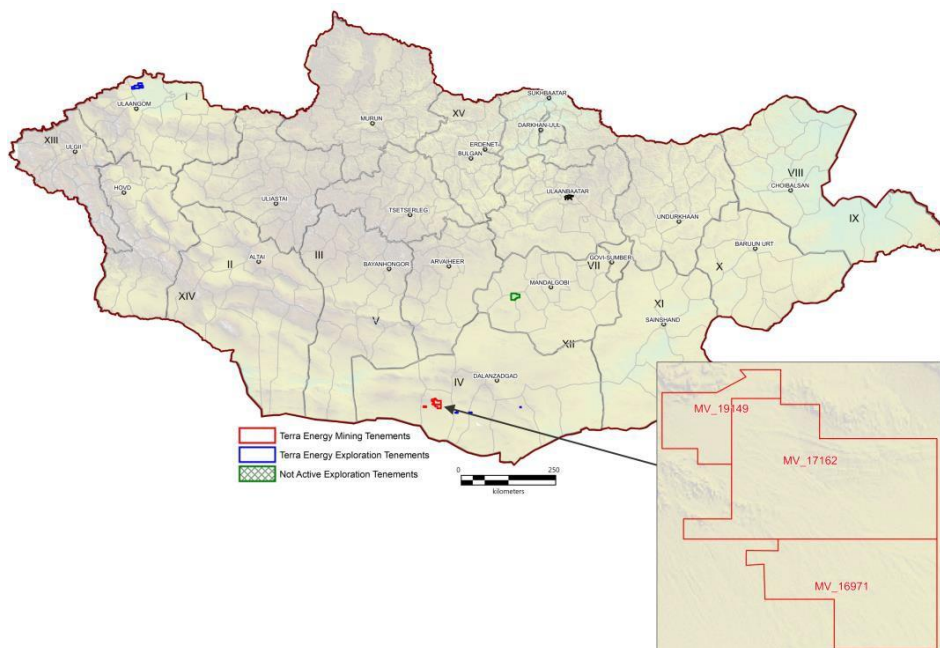 SUKHBAATAR
I
ULAANGOM
XV
MURUN
DARKHAN-UUL
XIII
ULGII
ERDENET
BULGAN
VIII
CHOIBALSAN
HOVD
ULIASTAI
ULAANBAATAR
TSETSERLEG
UNDURKHAAN
IX
BARUUN URT
III
II
ALTAI
BAYANHONGOR
ARVAIHEER
VII
GOVI-SUMBER
X
MANDALGOBI
XIV
XI
V
SAINSHAND
XII
IV
DALANZADGAD
MV_19149
Terra Energy Mining Tenements
Terra Energy Exploration Tenements
Not Active Exploration Tenements
0 250
kilometers
MV_17162
MV_16971